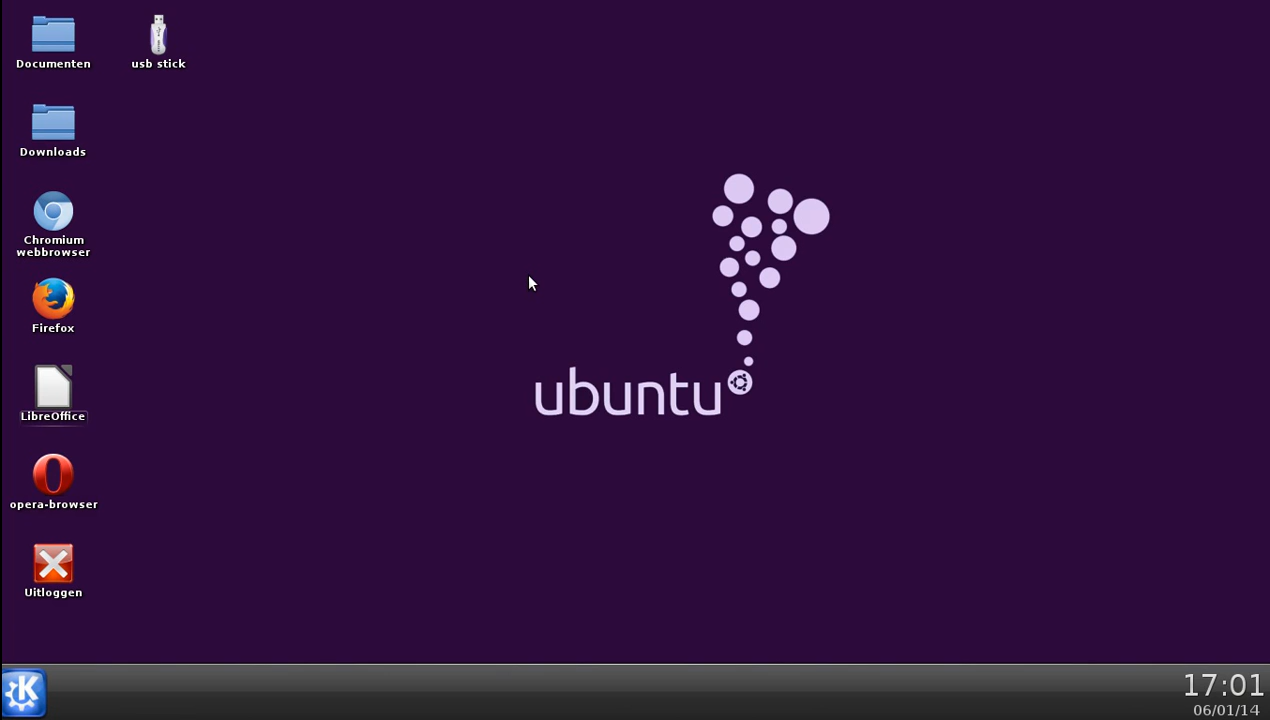 Documenten
usb stick
Downloads
Chromium
webbrowser
Firefox
LibreOffice
opera-browser
Uitloggen
ubuntu
K
17:01
06/01/14